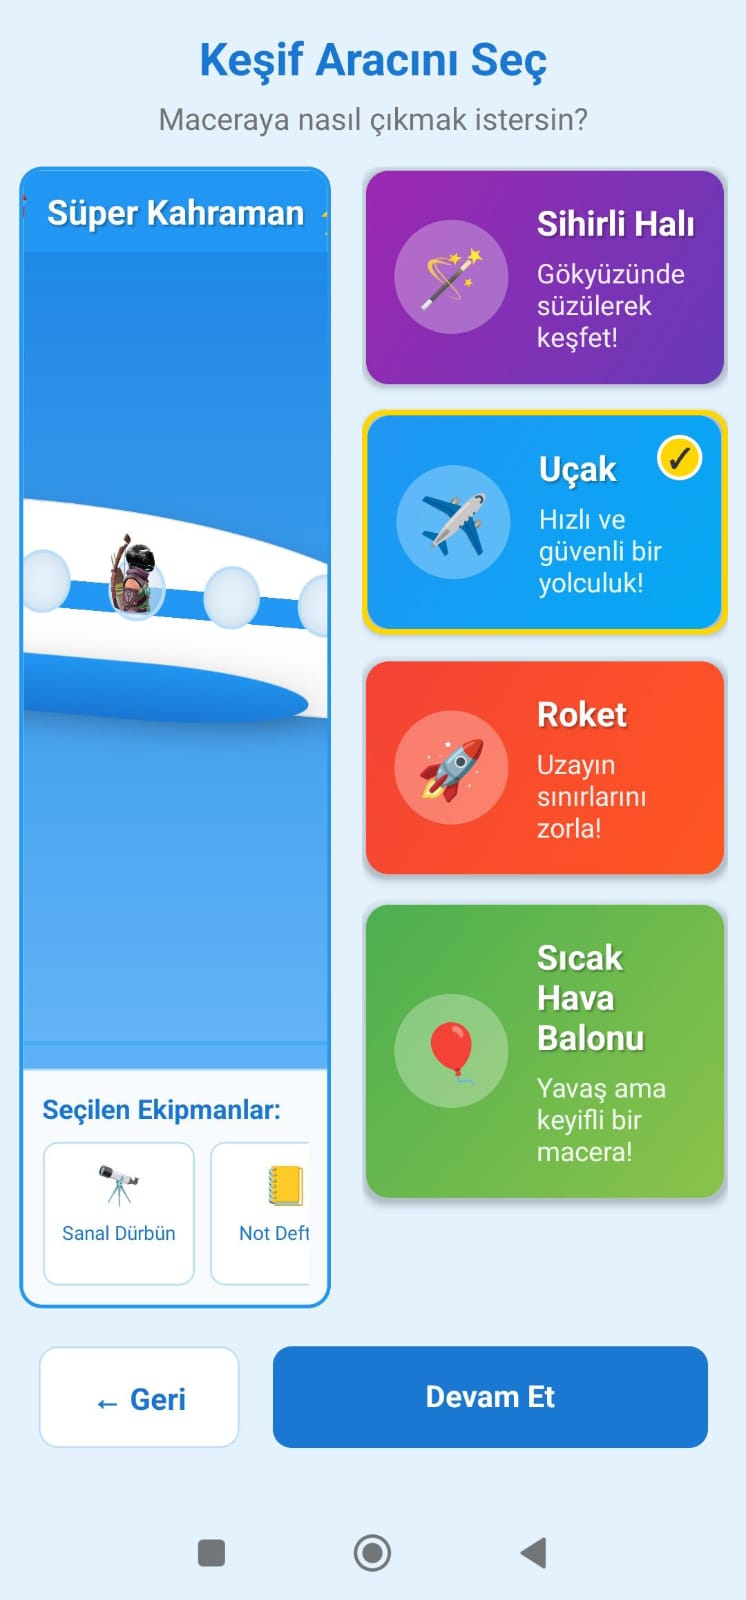 Keşif Aracını Seç
Maceraya nasıl çıkmak istersin?
Süper Kahraman
Seçilen Ekipmanlar:
Sanal Dürbün
Not Deft
Sihirli Halı
Gökyüzünde
süzülerek
keşfet!
Uçak
Hızlı ve
güvenli bir
yolculuk!
Roket
Uzayın
sınırlarını
zorla!
Sıcak
Hava
Balonu
Yavaş ama
keyifli bir
macera!
← Geri
Devam Et